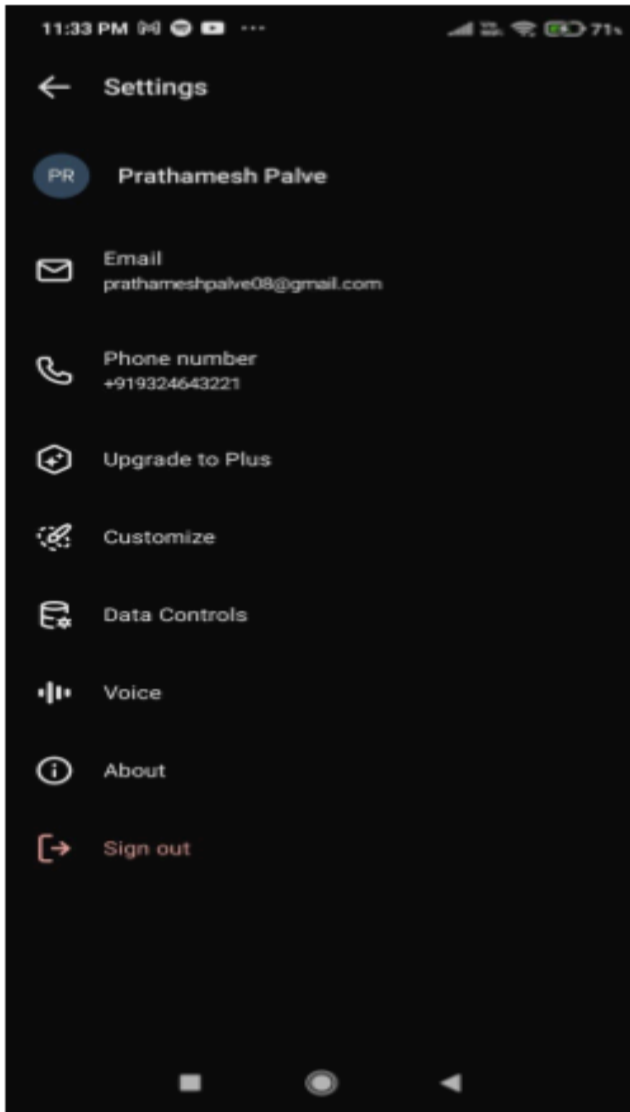 11:33 PM
71%
Settings
PR
Prathamesh Palve
Email
prathameshpalve08@gmail.com
Phone number
+919324643221
Upgrade to Plus
Customize
Data Controls
Voice
About
Sign out